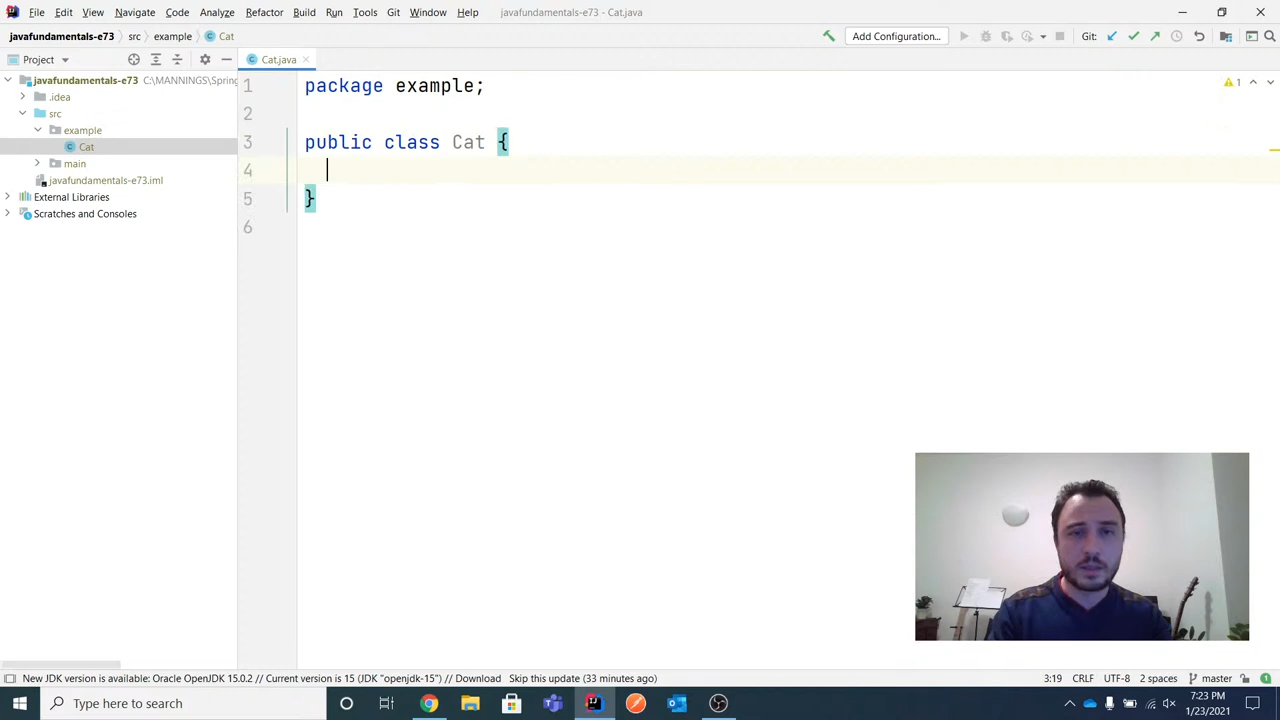 File Edit View Navigate Code Analyze Refactor Build Run Tools Git Window Help javafundamentals-e73 - Cat.java
javafundamentals-e73 src example Cat Add Configuration... Git:
Project Cat.java
javafundamentals-e73 C:\MANNINGS\Spring
.idea
src
example
Cat
main
javafundamentals-e73.iml
External Libraries
Scratches and Consoles
1 package example;
2
3 public class Cat {
4
5 }
6
1
New JDK version is available: Oracle OpenJDK 15.0.2 // Current version is 15 (JDK "openjdk-15") // Download Skip this update (33 minutes ago) 3:19 CRLF UTF-8 2 spaces master
Type here to search
7:23 PM
1/23/2021